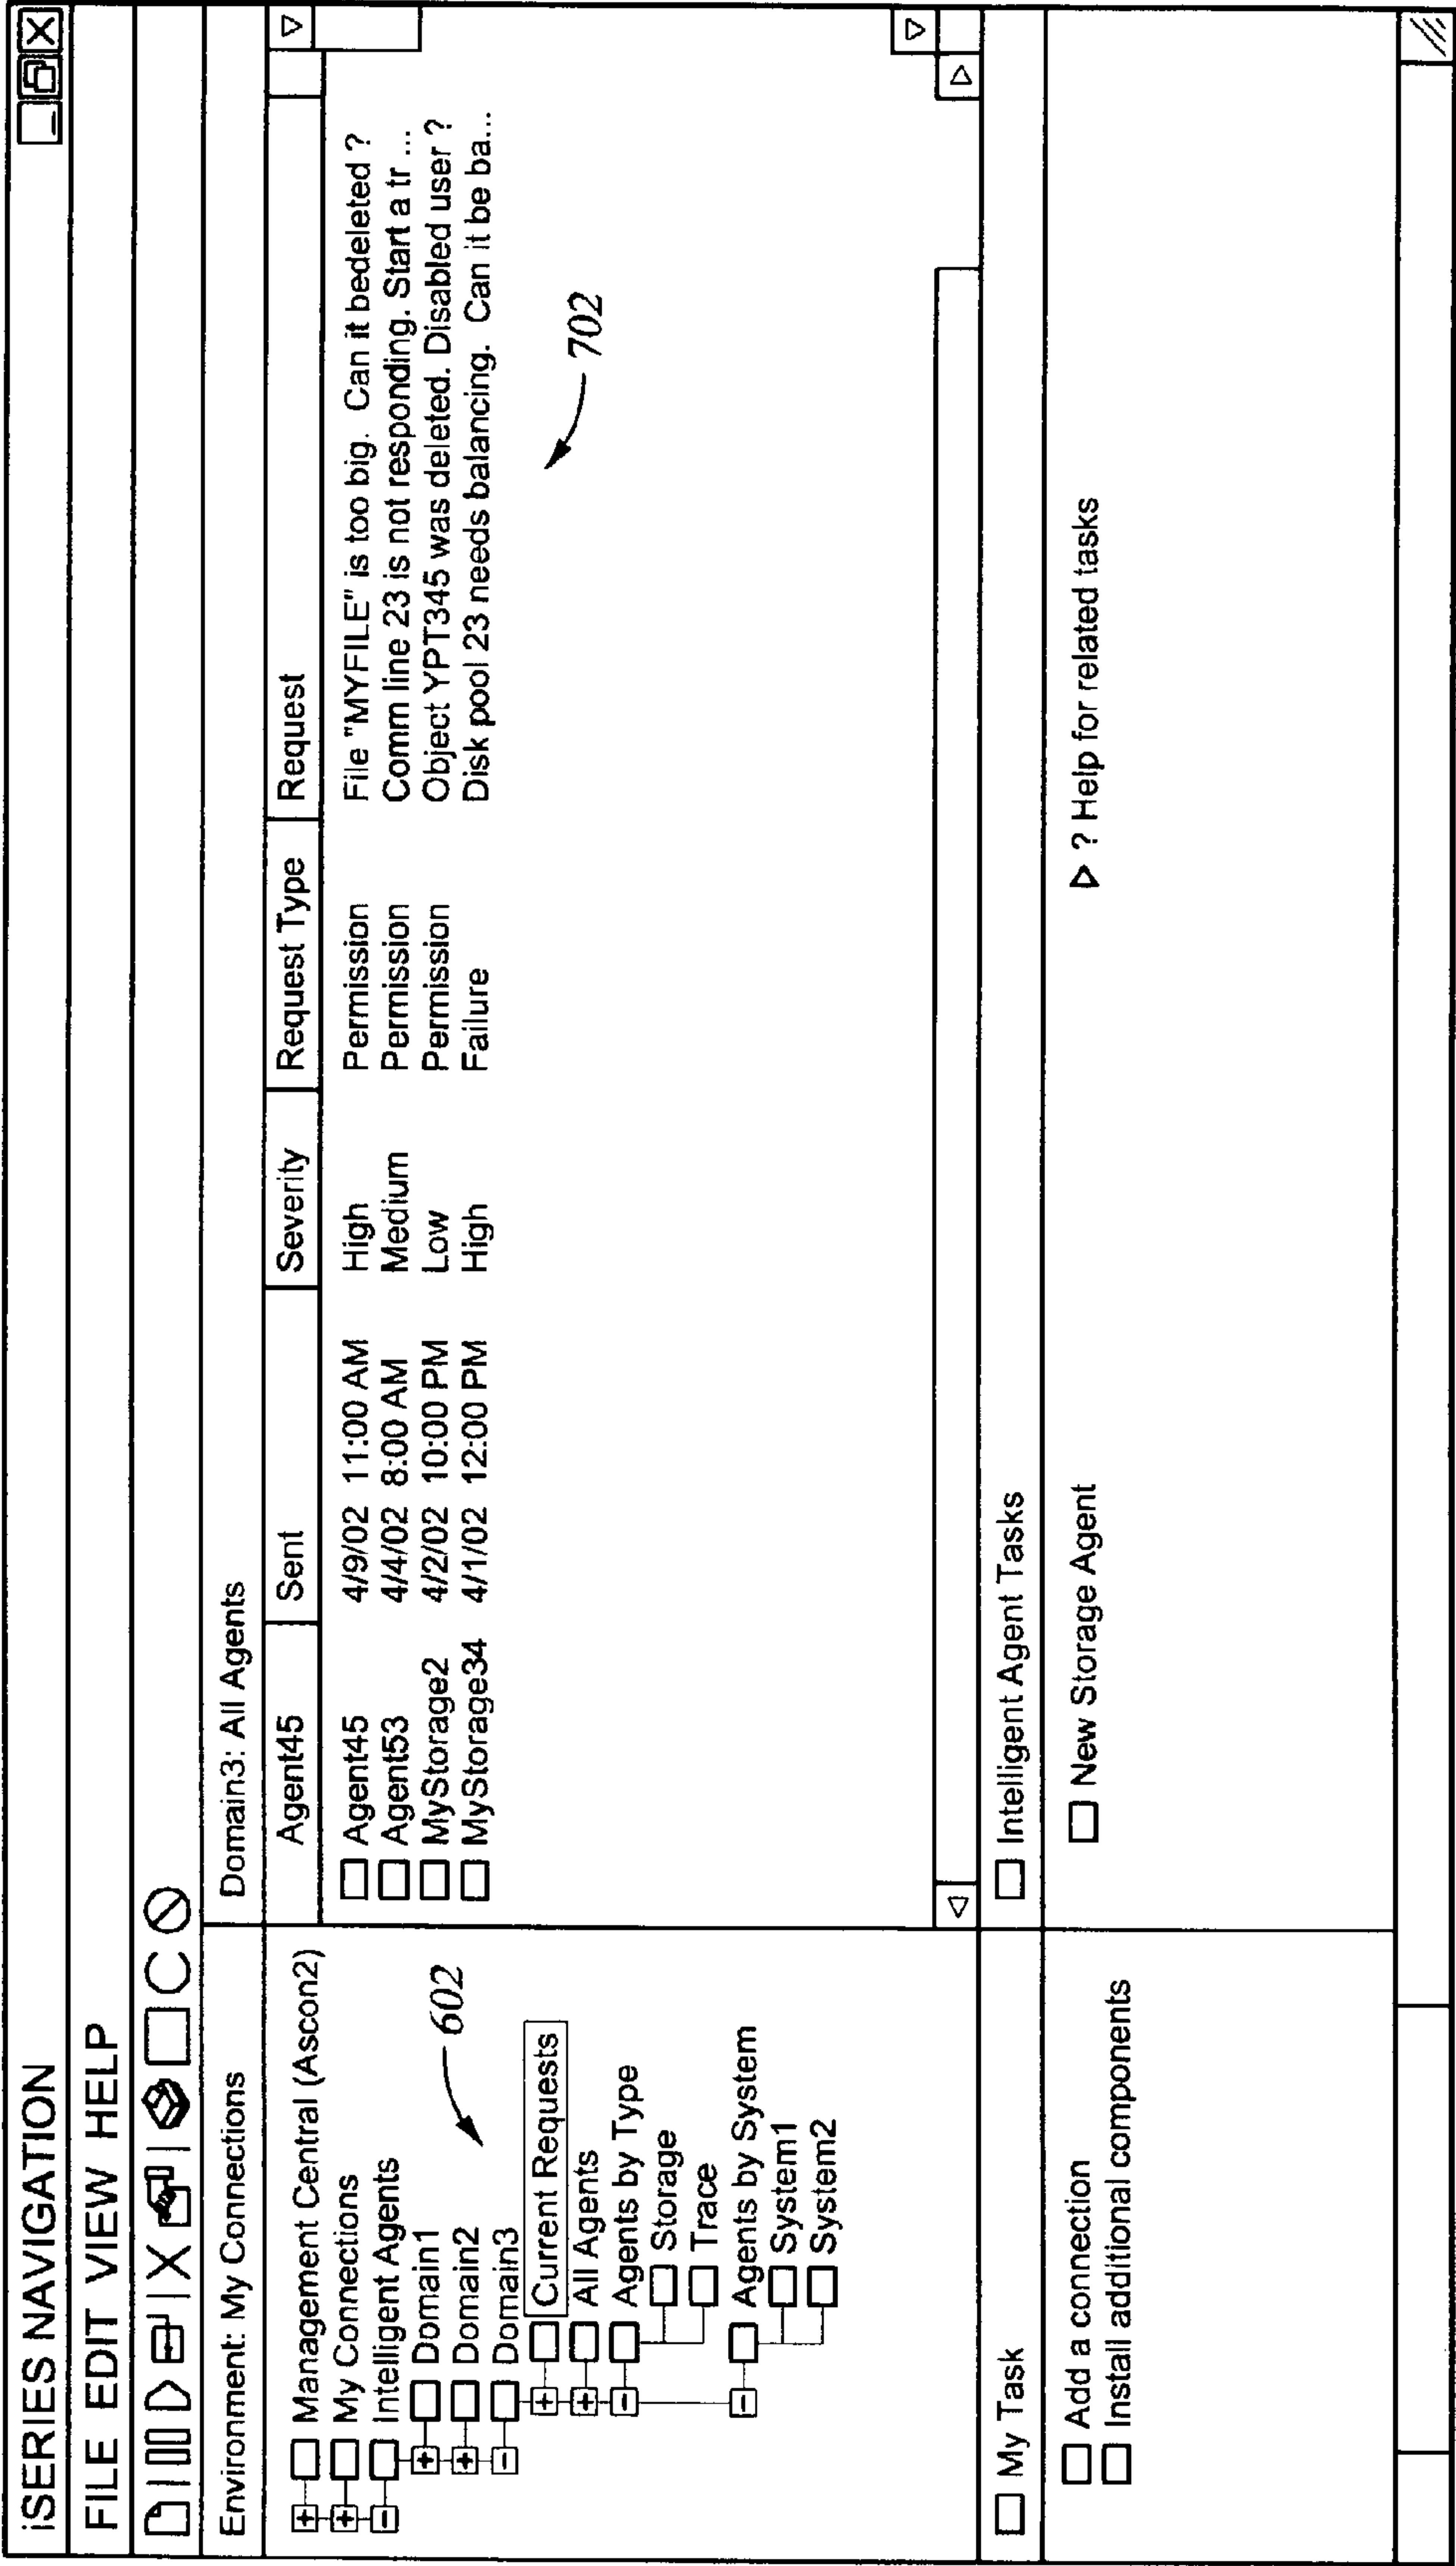 iSERIES NAVIGATION
FILE EDIT VIEW HELP
Environment: My Connections
Domain3: All Agents
Management Central (Ascon2)
My Connections
Intelligent Agents
Domain1
Domain2
Domain3
Current Requests
All Agents
Agents by Type
Storage
Trace
Agents by System
System1
System2
602
Agent45 Sent Severity Request Type Request
Agent45 4/9/02 11:00 AM High Permission File "MYFILE" is too big. Can it bedeleted ?
Agent53 4/4/02 8:00 AM Medium Permission Comm line 23 is not responding. Start a tr ...
MyStorage2 4/2/02 10:00 PM Low Permission Object YPT345 was deleted. Disabled user ?
MyStorage34 4/1/02 12:00 PM High Failure Disk pool 23 needs balancing. Can it be ba...
702
My Task
Add a connection
Install additional components
Intelligent Agent Tasks
New Storage Agent
? Help for related tasks